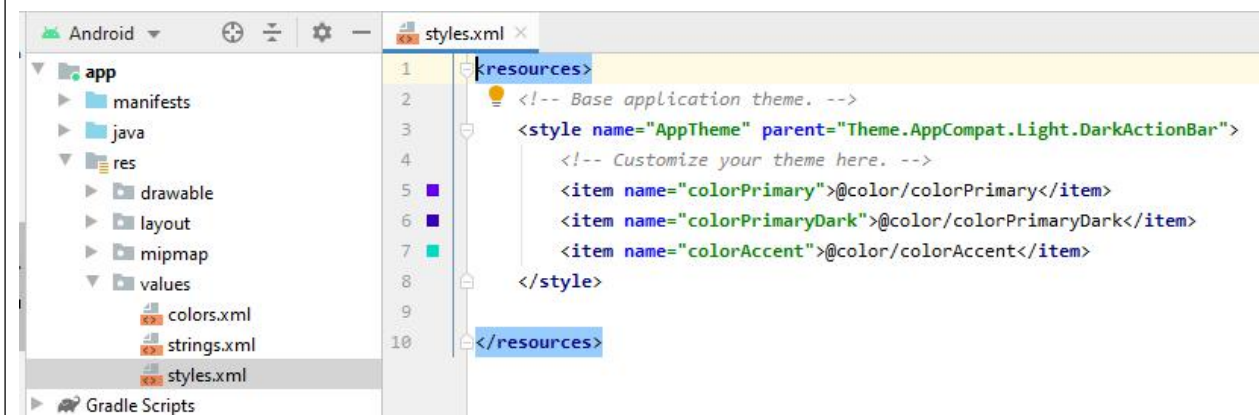 Android
styles.xml
app
manifests
java
res
drawable
layout
mipmap
values
colors.xml
strings.xml
styles.xml
Gradle Scripts
1 <resources>
2 <!-- Base application theme. -->
3 <style name="AppTheme" parent="Theme.AppCompat.Light.DarkActionBar">
4 <!-- Customize your theme here. -->
5 <item name="colorPrimary">@color/colorPrimary</item>
6 <item name="colorPrimaryDark">@color/colorPrimaryDark</item>
7 <item name="colorAccent">@color/colorAccent</item>
8 </style>
9
10 </resources>